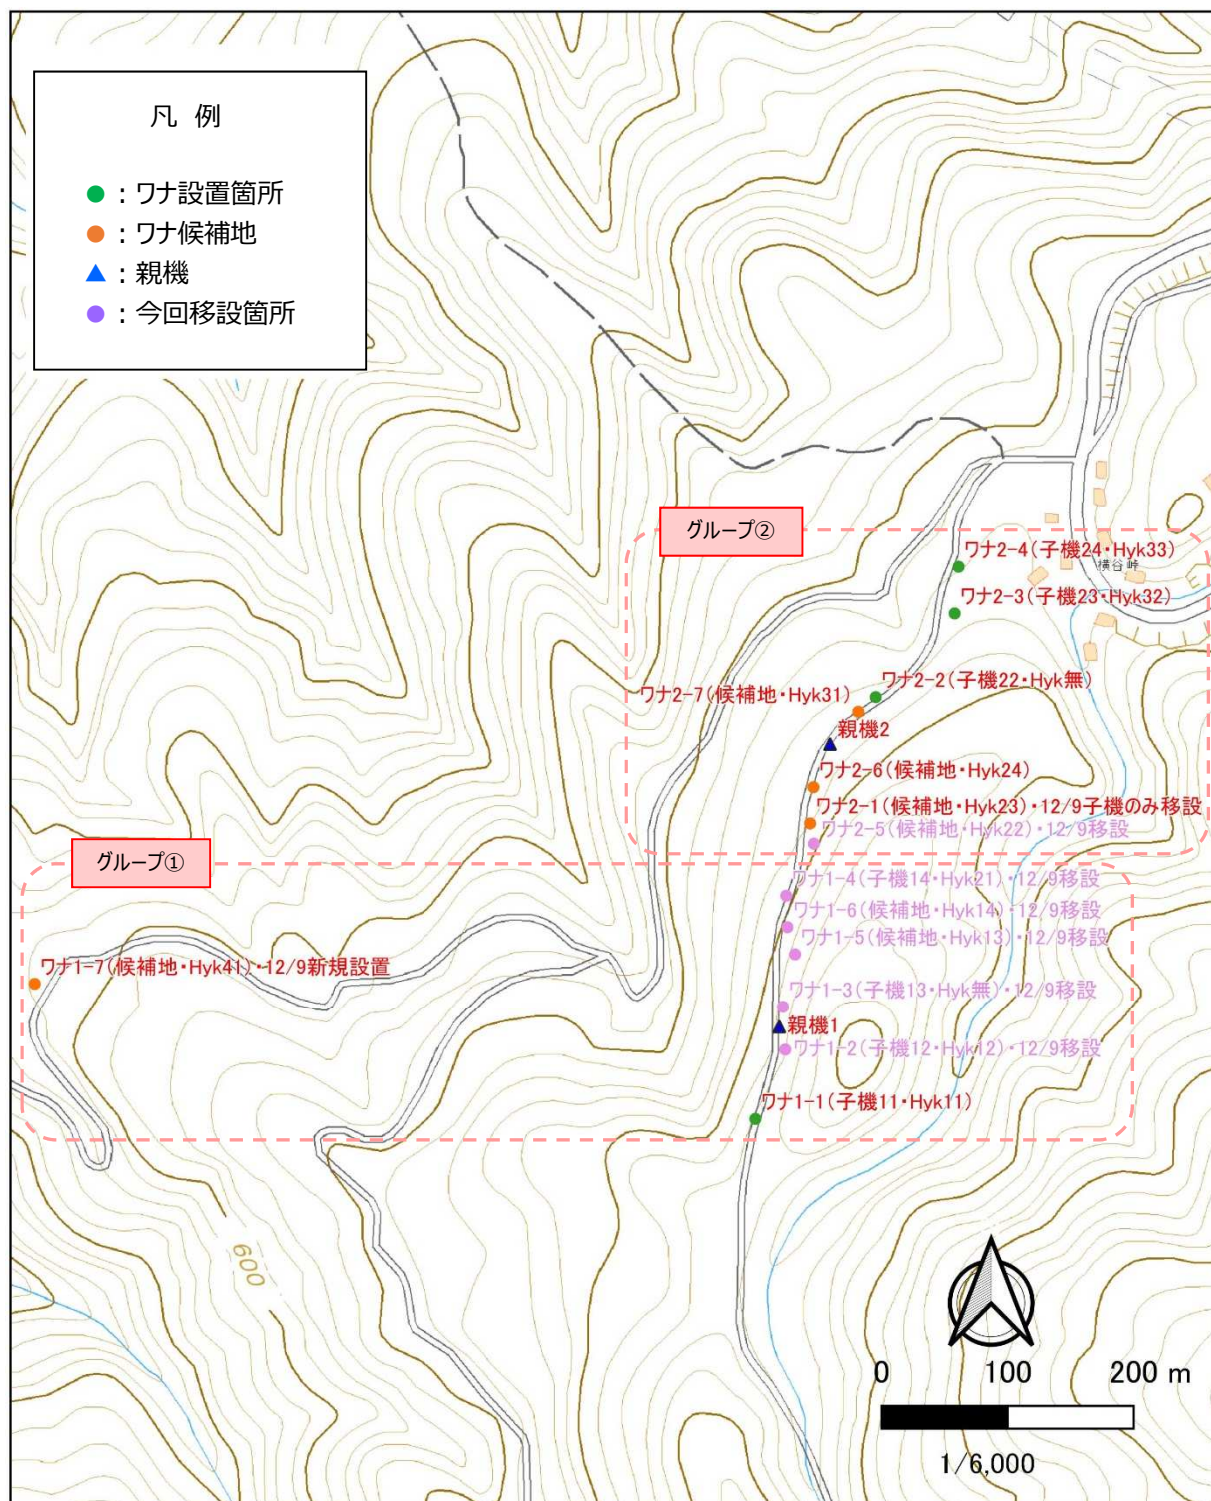 凡 例
●：ワナ設置箇所
●：ワナ候補地
▲：親機
●：今回移設箇所
グループ②
ワナ2-4(子機24・Hyk33)
横谷峠
ワナ2-3(子機23・Hyk32)
ワナ2-2(子機22・Hyk無)
ワナ2-7(候補地・Hyk31)
親機2
ワナ2-6(候補地・Hyk24)
ワナ2-1(候補地・Hyk23)・12/9子機のみ移設
ワナ2-5(候補地・Hyk22)・12/9移設
グループ①
ワナ1-4(子機14・Hyk21)・12/9移設
ワナ1-6(候補地・Hyk14)・12/9移設
ワナ1-5(候補地・Hyk13)・12/9移設
ワナ1-7(候補地・Hyk41)・12/9新規設置
ワナ1-3(子機13・Hyk無)・12/9移設
親機1
ワナ1-2(子機12・Hyk12)・12/9移設
ワナ1-1(子機11・Hyk11)
600
0 100 200 m
1/6,000